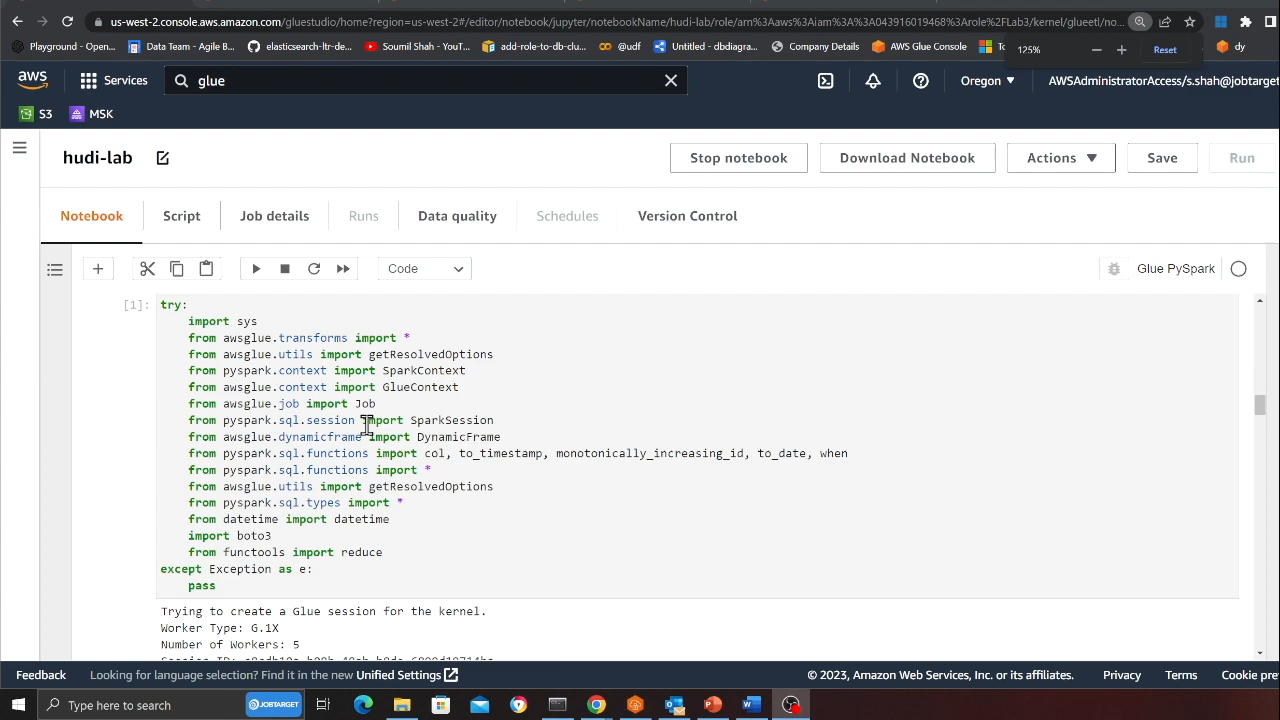 us-west-2.console.aws.amazon.com/gluestudio/home?region=us-west-2#/editor/notebook/jupyter/notebookName/hudi-lab/role/arn%3Aaws%3Aiam%3A%3A043916019468%3Arole%2FLab3/kernel/glueetl/no...
Playground - Open... Data Team - Agile B... elasticsearch-ltr-de... Soumil Shah - YouT... add-role-to-db-clu... @udf Untitled - dbdiagra... Company Details AWS Glue Console To dy
125% Reset
aws Services glue Oregon ▼ AWSAdministratorAccess/s.shah@jobtarget
S3 MSK
hudi-lab Stop notebook Download Notebook Actions ▼ Save Run
Notebook Script Job details Runs Data quality Schedules Version Control
Code Glue PySpark
[1]: try:
import sys
from awsglue.transforms import *
from awsglue.utils import getResolvedOptions
from pyspark.context import SparkContext
from awsglue.context import GlueContext
from awsglue.job import Job
from pyspark.sql.session import SparkSession
from awsglue.dynamicframe import DynamicFrame
from pyspark.sql.functions import col, to_timestamp, monotonically_increasing_id, to_date, when
from pyspark.sql.functions import *
from awsglue.utils import getResolvedOptions
from pyspark.sql.types import *
from datetime import datetime
import boto3
from functools import reduce
except Exception as e:
pass
Trying to create a Glue session for the kernel.
Worker Type: G.1X
Number of Workers: 5
Feedback Looking for language selection? Find it in the new Unified Settings © 2023, Amazon Web Services, Inc. or its affiliates. Privacy Terms Cookie pre
Type here to search JOBTARGET